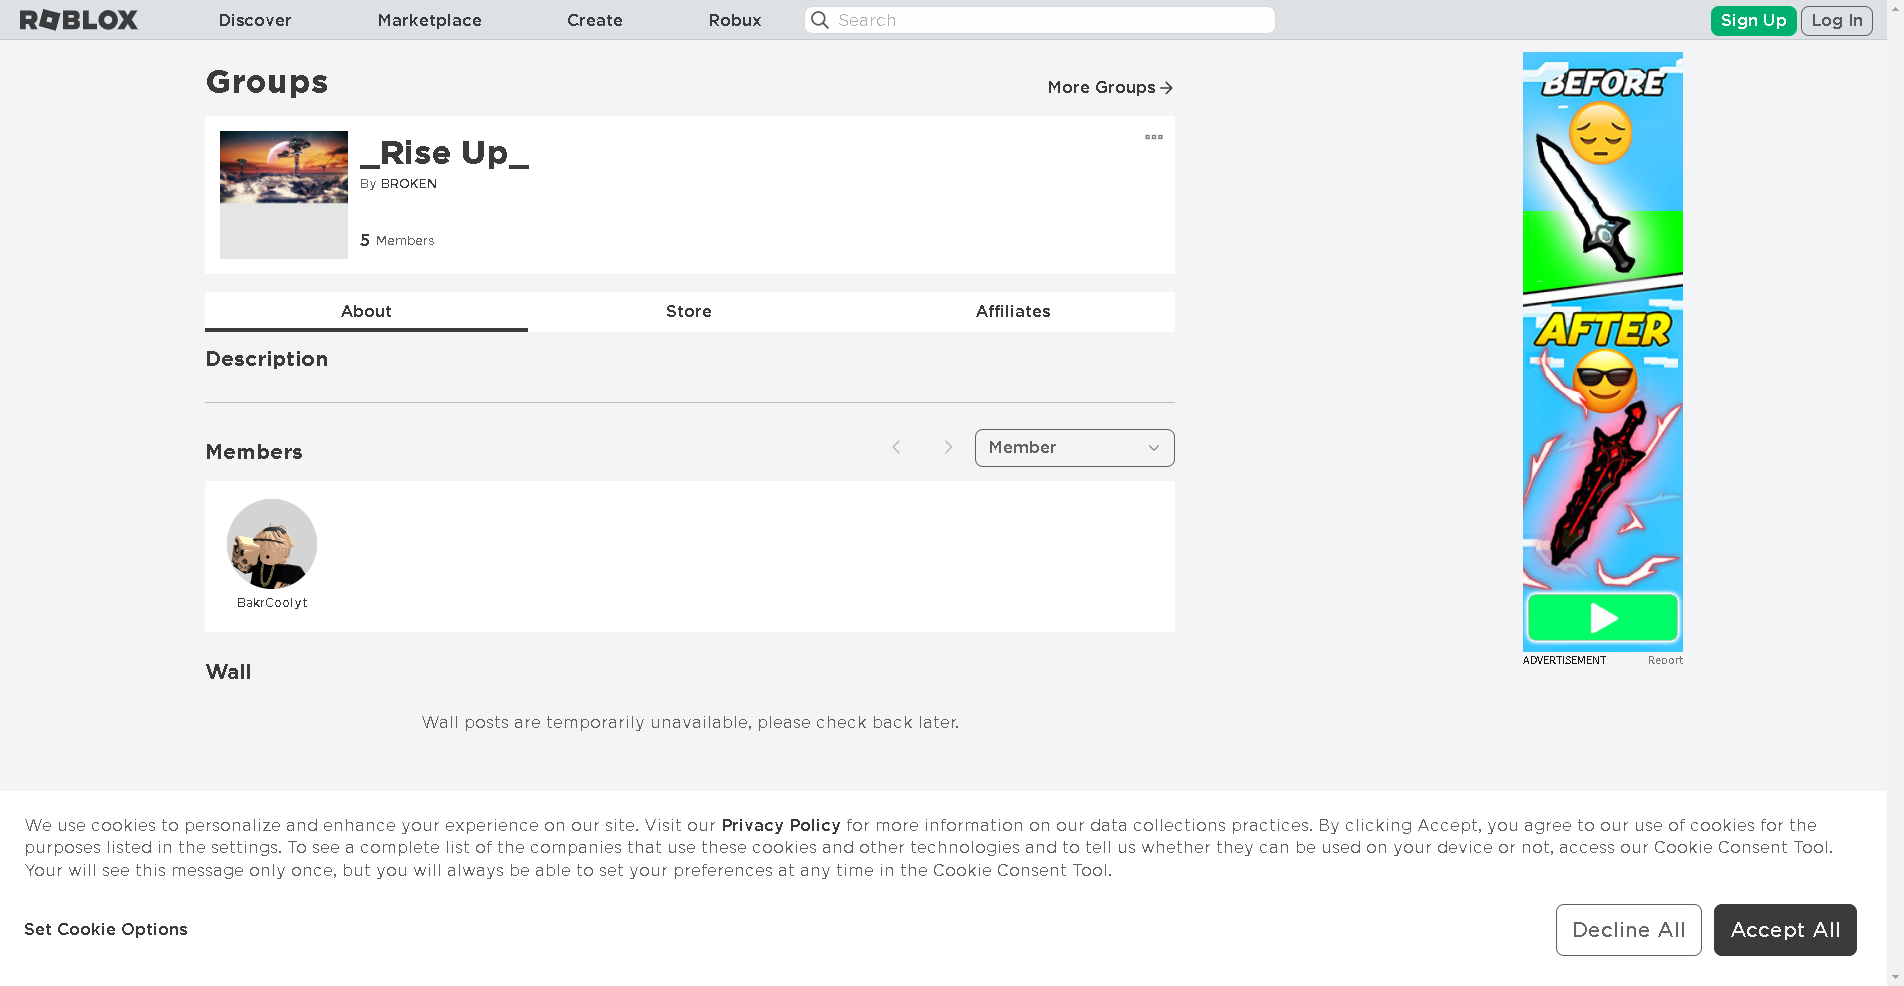 ROBLOX
Discover
Marketplace
Create
Robux
Search
Sign Up
Log In
Groups
More Groups
_Rise Up_
By BROKEN
5 Members
About
Store
Affiliates
Description
Members
Member
BakrCoolyt
Wall
Wall posts are temporarily unavailable, please check back later.
BEFORE
AFTER
ADVERTISEMENT
Report
We use cookies to personalize and enhance your experience on our site. Visit our Privacy Policy for more information on our data collections practices. By clicking Accept, you agree to our use of cookies for the
purposes listed in the settings. To see a complete list of the companies that use these cookies and other technologies and to tell us whether they can be used on your device or not, access our Cookie Consent Tool.
Your will see this message only once, but you will always be able to set your preferences at any time in the Cookie Consent Tool.
Set Cookie Options
Decline All
Accept All